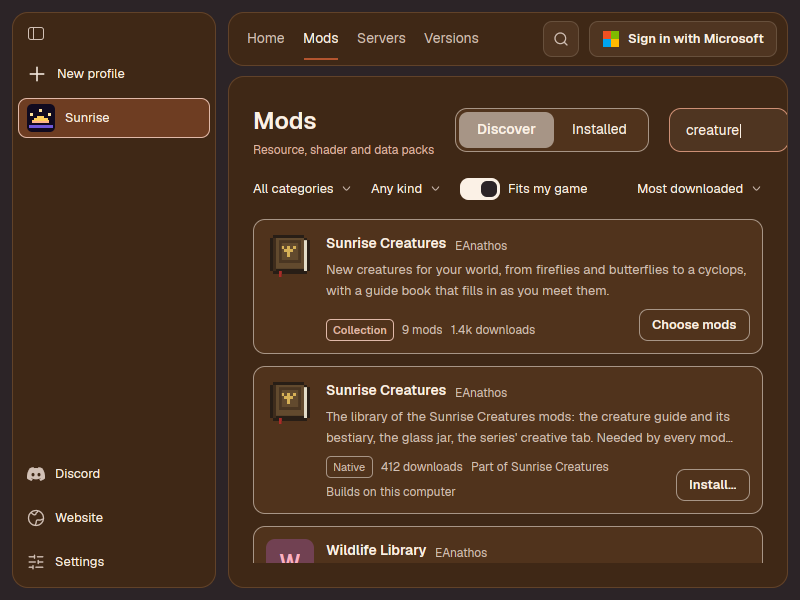 New profile
Sunrise
Discord
Website
Settings
Home Mods Servers Versions
Sign in with Microsoft
Mods
Resource, shader and data packs
Discover Installed
creature
All categories Any kind Fits my game Most downloaded
Sunrise Creatures EAnathos
New creatures for your world, from fireflies and butterflies to a cyclops,
with a guide book that fills in as you meet them.
Collection 9 mods 1.4k downloads
Choose mods
Sunrise Creatures EAnathos
The library of the Sunrise Creatures mods: the creature guide and its
bestiary, the glass jar, the series' creative tab. Needed by every mod…
Native 412 downloads Part of Sunrise Creatures
Builds on this computer
Install…
W
Wildlife Library EAnathos